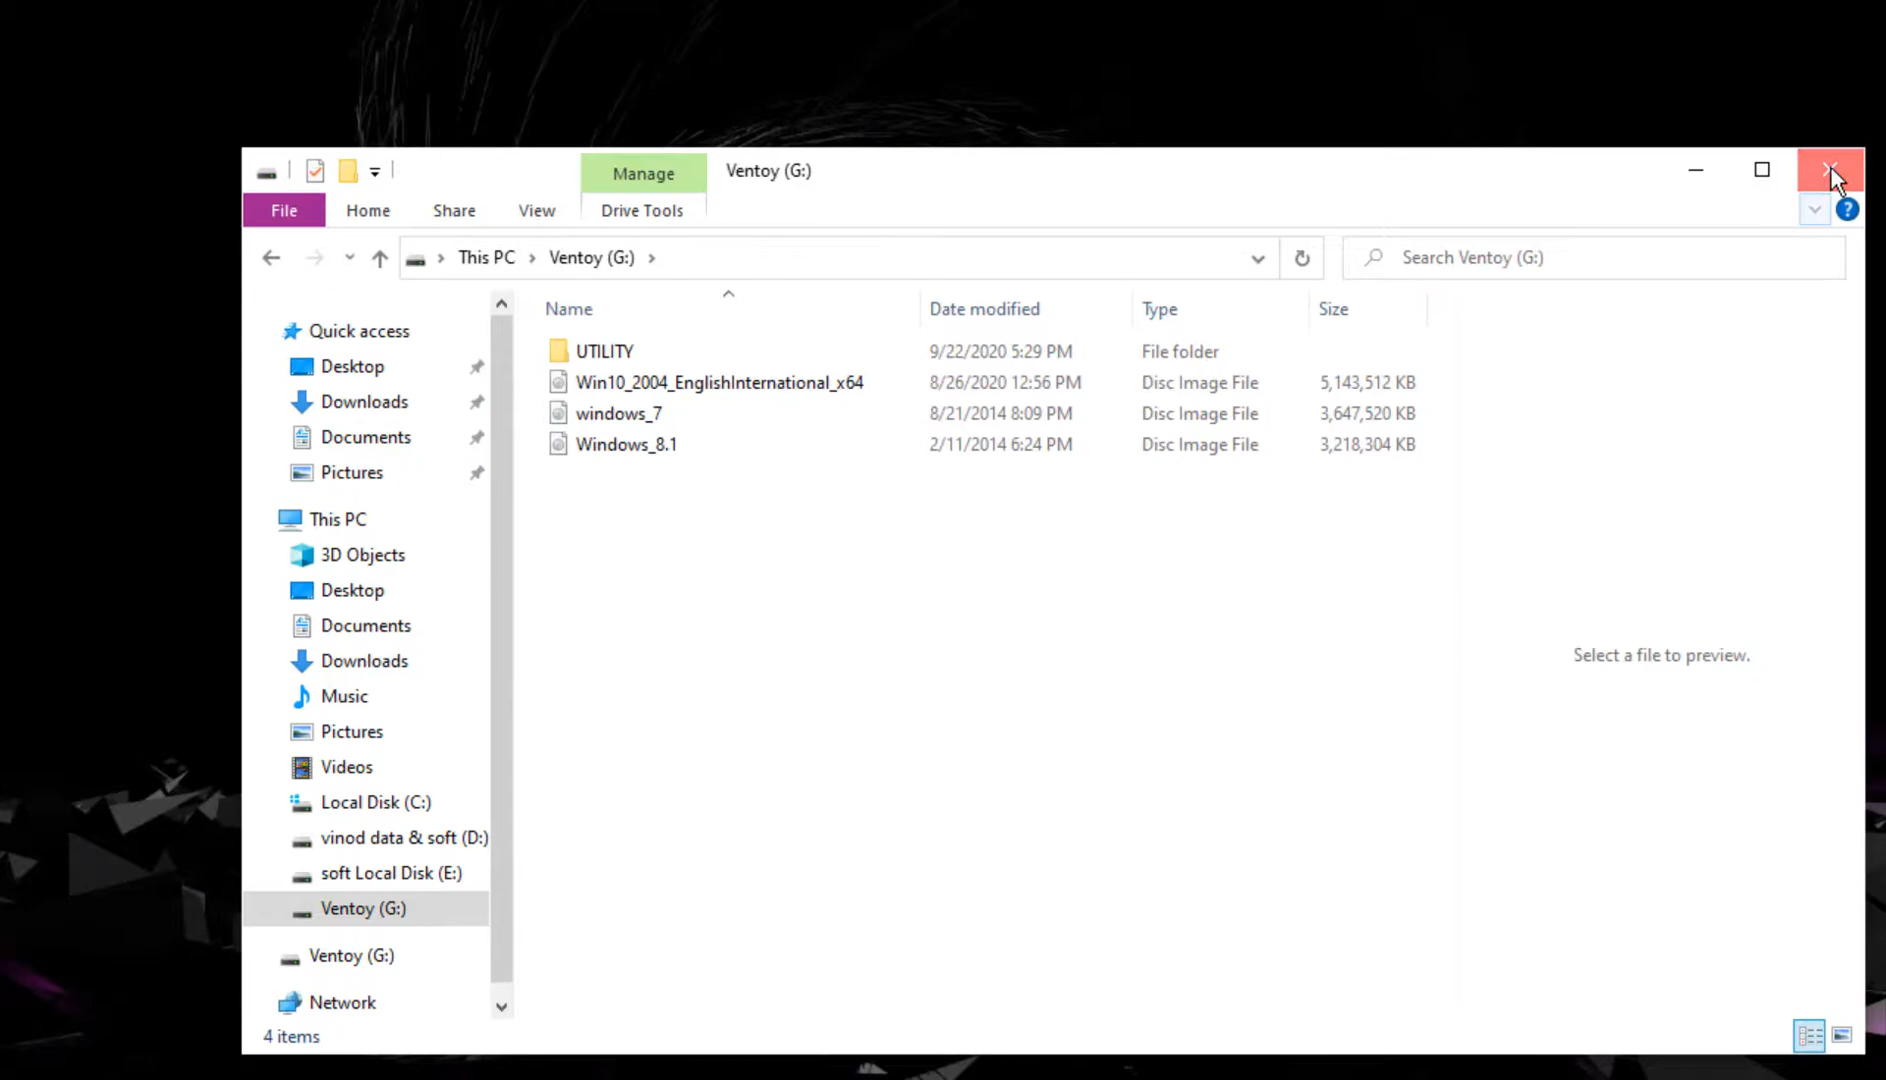 Manage
Ventoy (G:)
File
Home
Share
View
Drive Tools
This PC
Ventoy (G:)
Search Ventoy (G:)
Name
Date modified
Type
Size
UTILITY 9/22/2020 5:29 PM File folder
Win10_2004_EnglishInternational_x64 8/26/2020 12:56 PM Disc Image File 5,143,512 KB
windows_7 8/21/2014 8:09 PM Disc Image File 3,647,520 KB
Windows_8.1 2/11/2014 6:24 PM Disc Image File 3,218,304 KB
Quick access
Desktop
Downloads
Documents
Pictures
This PC
3D Objects
Desktop
Documents
Downloads
Music
Pictures
Videos
Local Disk (C:)
vinod data & soft (D:)
soft Local Disk (E:)
Ventoy (G:)
Ventoy (G:)
Network
Select a file to preview.
4 items